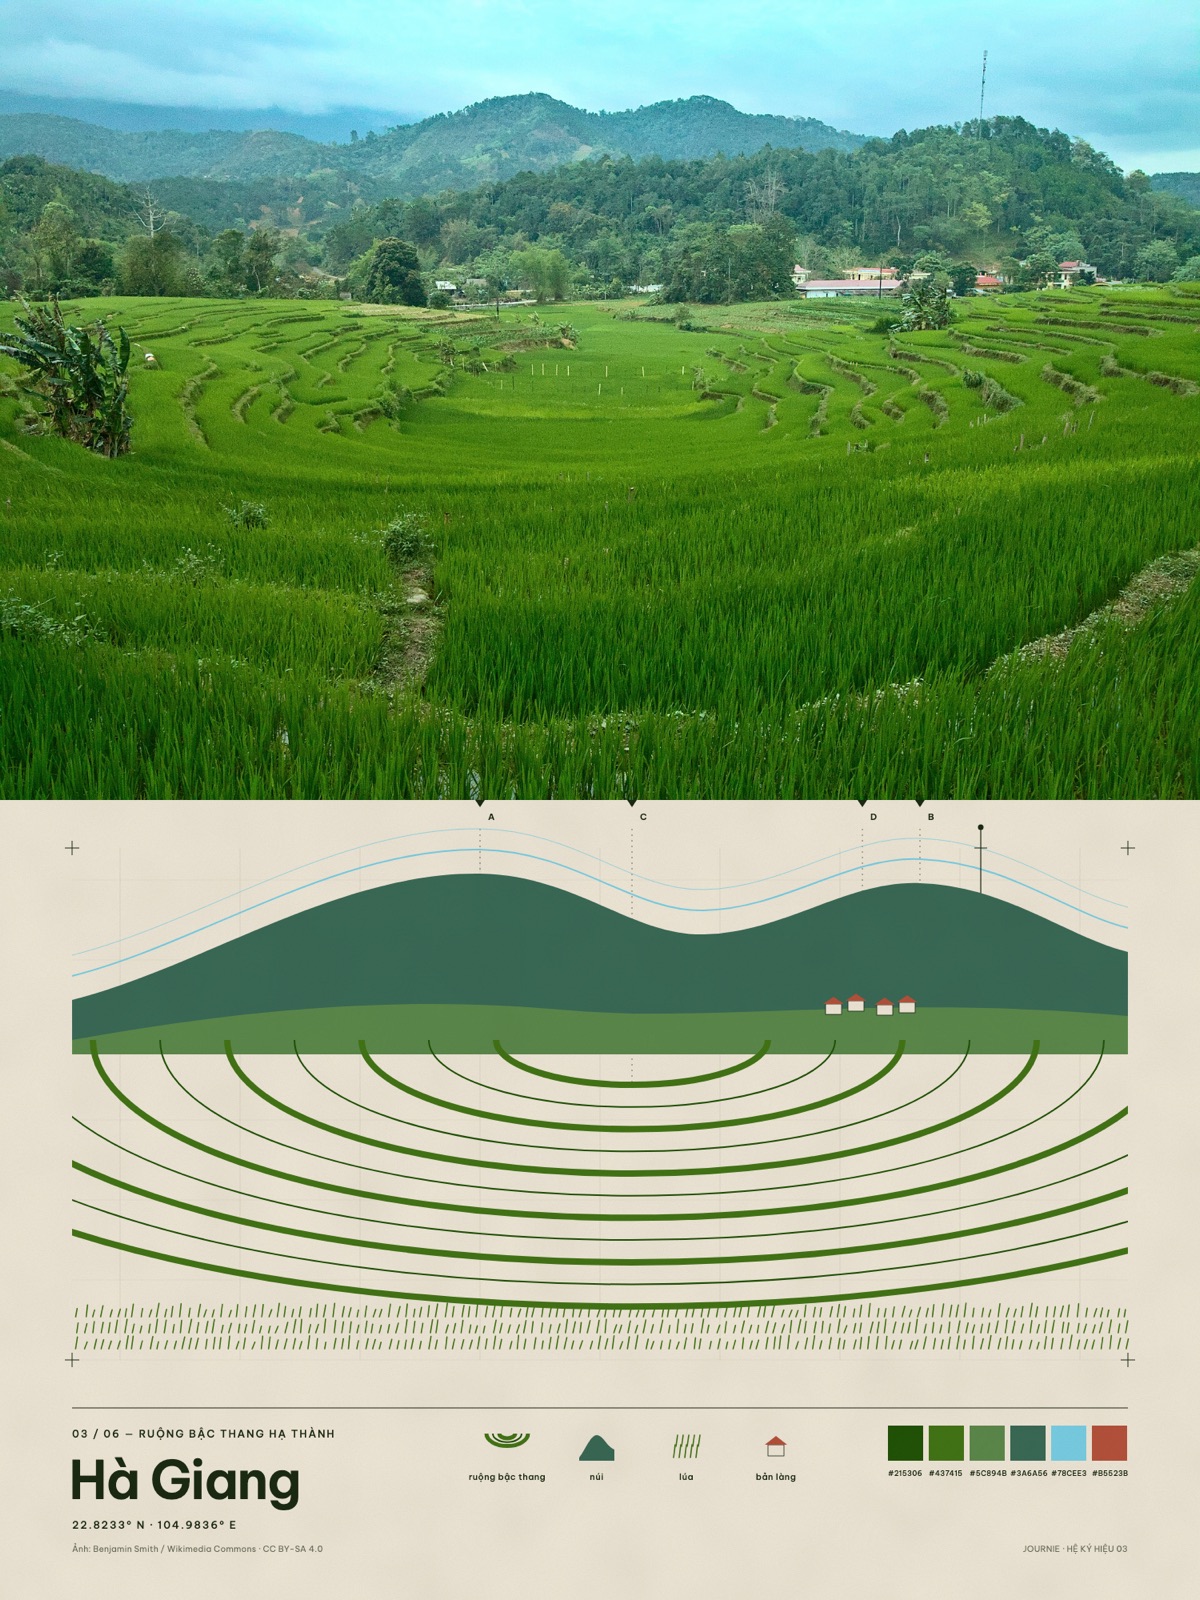 A C D B
03 / 06 – RUỘNG BẬC THANG HẠ THÀNH
Hà Giang
22.8233° N · 104.9836° E
Ảnh: Benjamin Smith / Wikimedia Commons · CC BY-SA 4.0
ruộng bậc thang núi lúa bản làng
#215306 #437415 #5C894B #3A6A56 #78CEE3 #B5523B
JOURNIE · HỆ KÝ HIỆU 03